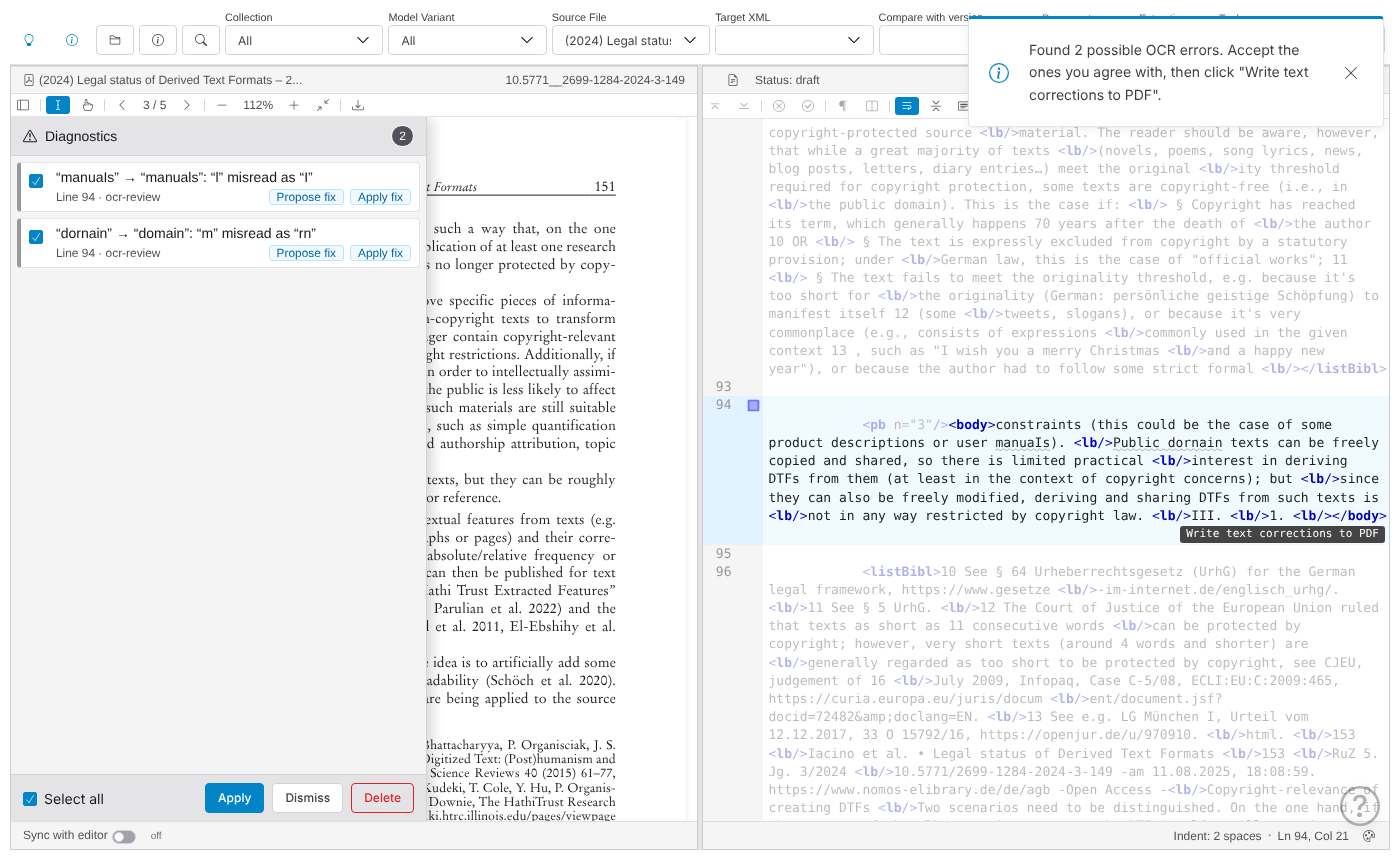 Collection
Model Variant
Source File
Target XML
Compare with version
All
All
(2024) Legal status
Found 2 possible OCR errors. Accept the
ones you agree with, then click "Write text
corrections to PDF".
(2024) Legal status of Derived Text Formats – 2...
10.5771__2699-1284-2024-3-149
Status: draft
3 / 5
112%
Diagnostics
2
“manuaIs” → “manuals”: “l” misread as “I”
Line 94 · ocr-review
Propose fix
Apply fix
“dornain” → “domain”: “m” misread as “rn”
Line 94 · ocr-review
Propose fix
Apply fix
Select all
Apply
Dismiss
Delete
Sync with editor
off
t Formats
151
such a way that, on the one
plication of at least one research
s no longer protected by copy-
ove specific pieces of informa-
n-copyright texts to transform
ger contain copyright-relevant
ght restrictions. Additionally, if
n order to intellectually assimi-
he public is less likely to affect
such materials are still suitable
, such as simple quantification
d authorship attribution, topic
texts, but they can be roughly
or reference.
extual features from texts (e.g.
phs or pages) and their corre-
absolute/relative frequency or
can then be published for text
athi Trust Extracted Features”
Parulian et al. 2022) and the
l et al. 2011, El-Ebshihy et al.
e idea is to artificially add some
adability (Schöch et al. 2020).
are being applied to the source
Bhattacharyya, P. Organisciak, J. S.
Digitized Text: (Post)humanism and
Science Reviews 40 (2015) 61–77,
Kudeki, T. Cole, Y. Hu, P. Organis-
Downie, The HathiTrust Research
ki.htrc.illinois.edu/pages/viewpage
copyright-protected source <lb/>material. The reader should be aware, however,
that while a great majority of texts <lb/>(novels, poems, song lyrics, news,
blog posts, letters, diary entries…) meet the original <lb/>ity threshold
required for copyright protection, some texts are copyright-free (i.e., in
<lb/>the public domain). This is the case if: <lb/> § Copyright has reached
its term, which generally happens 70 years after the death of <lb/>the author
10 OR <lb/> § The text is expressly excluded from copyright by a statutory
provision; under <lb/>German law, this is the case of "official works"; 11
<lb/> § The text fails to meet the originality threshold, e.g. because it's
too short for <lb/>the originality (German: persönliche geistige Schöpfung) to
manifest itself 12 (some <lb/>tweets, slogans), or because it's very
commonplace (e.g., consists of expressions <lb/>commonly used in the given
context 13 , such as "I wish you a merry Christmas <lb/>and a happy new
year"), or because the author had to follow some strict formal <lb/></listBibl>
93
94
<pb n="3"/><body>constraints (this could be the case of some
product descriptions or user manuaIs). <lb/>Public dornain texts can be freely
copied and shared, so there is limited practical <lb/>interest in deriving
DTFs from them (at least in the context of copyright concerns); but <lb/>since
they can also be freely modified, deriving and sharing DTFs from such texts is
<lb/>not in any way restricted by copyright law. <lb/>III. <lb/>1. <lb/></body>
Write text corrections to PDF
95
96
<listBibl>10 See § 64 Urheberrechtsgesetz (UrhG) for the German
legal framework, https://www.gesetze <lb/>-im-internet.de/englisch_urhg/.
<lb/>11 See § 5 UrhG. <lb/>12 The Court of Justice of the European Union ruled
that texts as short as 11 consecutive words <lb/>can be protected by
copyright; however, very short texts (around 4 words and shorter) are
<lb/>generally regarded as too short to be protected by copyright, see CJEU,
judgement of 16 <lb/>July 2009, Infopaq, Case C-5/08, ECLI:EU:C:2009:465,
https://curia.europa.eu/juris/docum <lb/>ent/document.jsf?
docid=72482&amp;doclang=EN. <lb/>13 See e.g. LG München I, Urteil vom
12.12.2017, 33 O 15792/16, https://openjur.de/u/970910. <lb/>html. <lb/>153
<lb/>Iacino et al. • Legal status of Derived Text Formats <lb/>153 <lb/>RuZ 5.
Jg. 3/2024 <lb/>10.5771/2699-1284-2024-3-149 -am 11.08.2025, 18:08:59.
https://www.nomos-elibrary.de/de/agb -Open Access -<lb/>Copyright-relevance of
creating DTFs <lb/>Two scenarios need to be distinguished. On the one hand, if
Indent: 2 spaces · Ln 94, Col 21